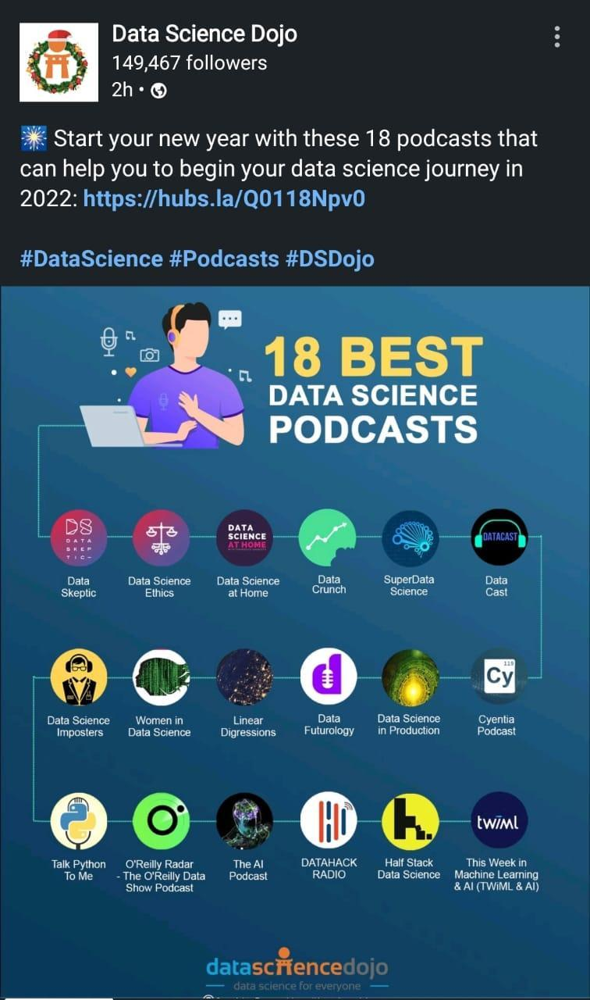 Data Science Dojo
149,467 followers
2h •
Start your new year with these 18 podcasts that
can help you to begin your data science journey in
2022: https://hubs.la/Q0118Npv0
#DataScience #Podcasts #DSDojo
18 BEST
DATA SCIENCE
PODCASTS
DS
DATA
SKEP
TIC–
DATA
SCIENCE
AT HOME
DATACAST
Data
Skeptic
Data Science
Ethics
Data Science
at Home
Data
Crunch
SuperData
Science
Data
Cast
d
119
Cy
Data Science
Imposters
Women in
Data Science
Linear
Digressions
Data
Futurology
Data Science
in Production
Cyentia
Podcast
h.
twiml
Talk Python
To Me
O'Reilly Radar
- The O'Reilly Data
Show Podcast
The AI
Podcast
DATAHACK
RADIO
Half Stack
Data Science
This Week in
Machine Learning
& AI (TWiML & AI)
datasciencedojo
data science for everyone